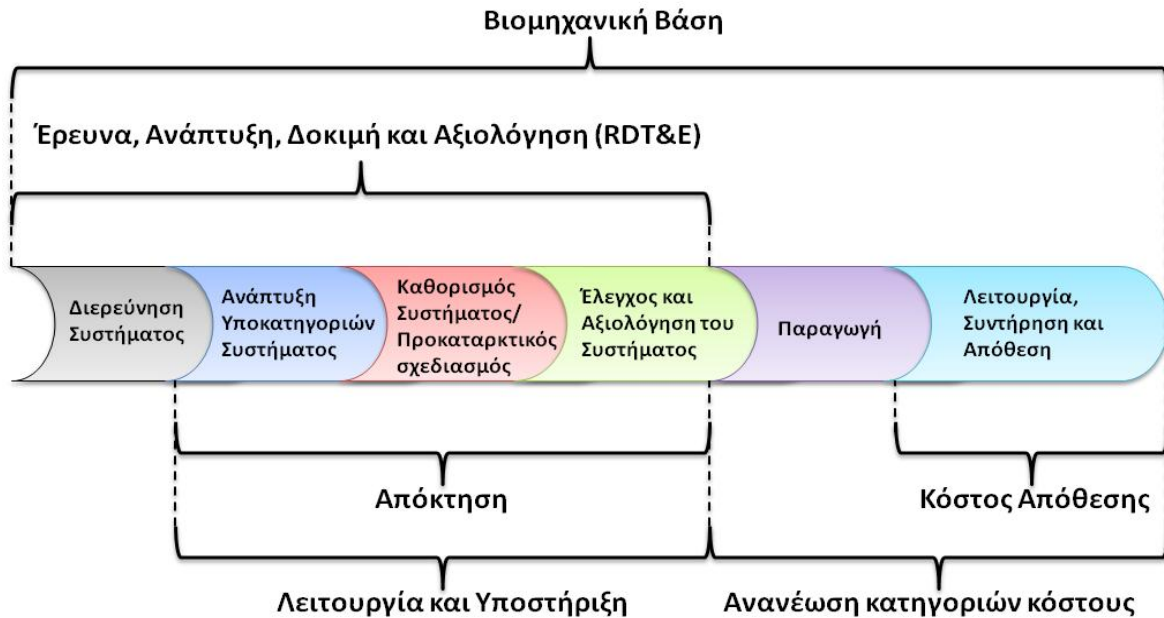 Βιομηχανική Βάση
Έρευνα, Ανάπτυξη, Δοκιμή και Αξιολόγηση (RDT&E)
Διερεύνηση
Συστήματος
Ανάπτυξη
Υποκατηγοριών
Συστήματος
Καθορισμός
Συστήματος/
Προκαταρκτικός
σχεδιασμός
Έλεγχος και
Αξιολόγηση του
Συστήματος
Παραγωγή
Λειτουργία,
Συντήρηση και
Απόθεση
Απόκτηση
Κόστος Απόθεσης
Λειτουργία και Υποστήριξη
Ανανέωση κατηγοριών κόστους